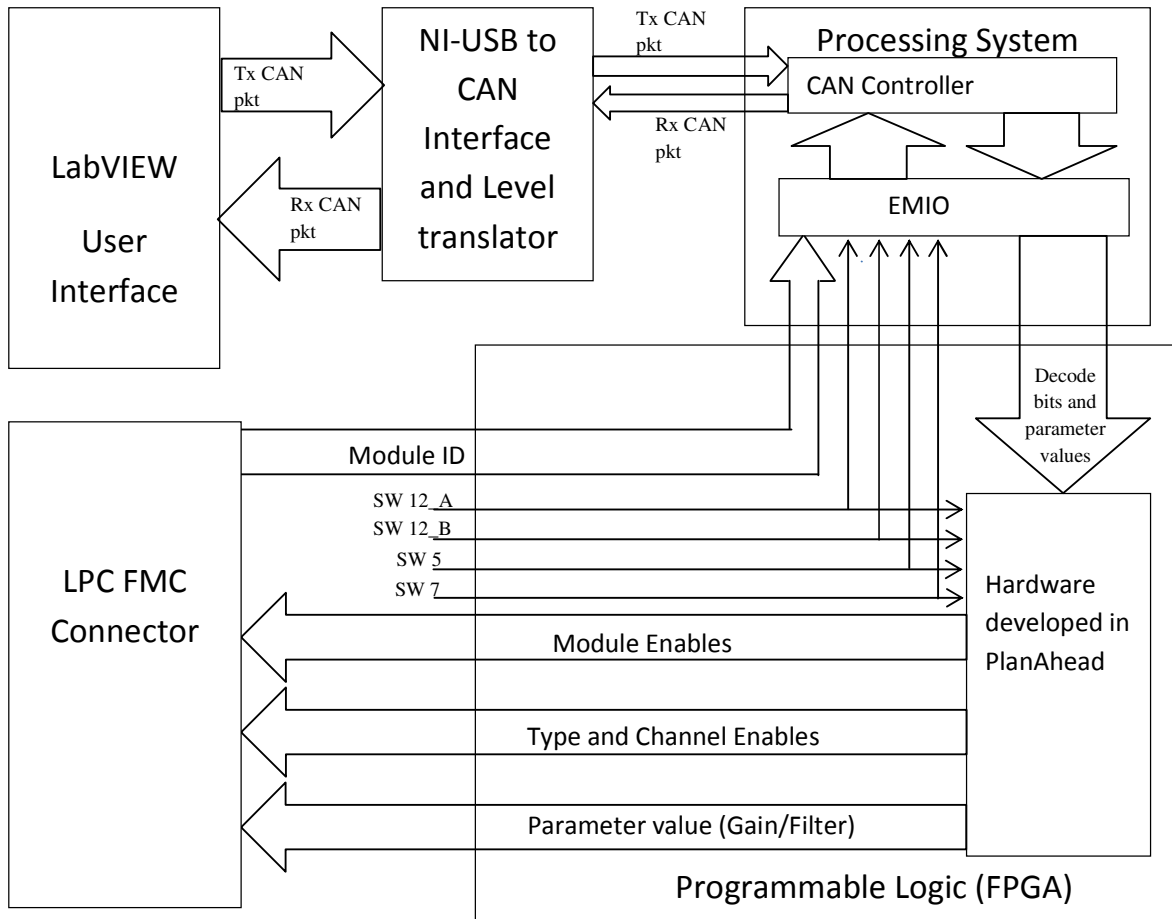 LabVIEW
User
Interface
Tx CAN
pkt
Rx CAN
pkt
NI-USB to
CAN
Interface
and Level
translator
Tx CAN
pkt
Rx CAN
pkt
Processing System
CAN Controller
EMIO
Decode
bits and
parameter
values
LPC FMC
Connector
Module ID
SW 12_A
SW 12_B
SW 5
SW 7
Module Enables
Type and Channel Enables
Parameter value (Gain/Filter)
Hardware
developed in
PlanAhead
Programmable Logic (FPGA)